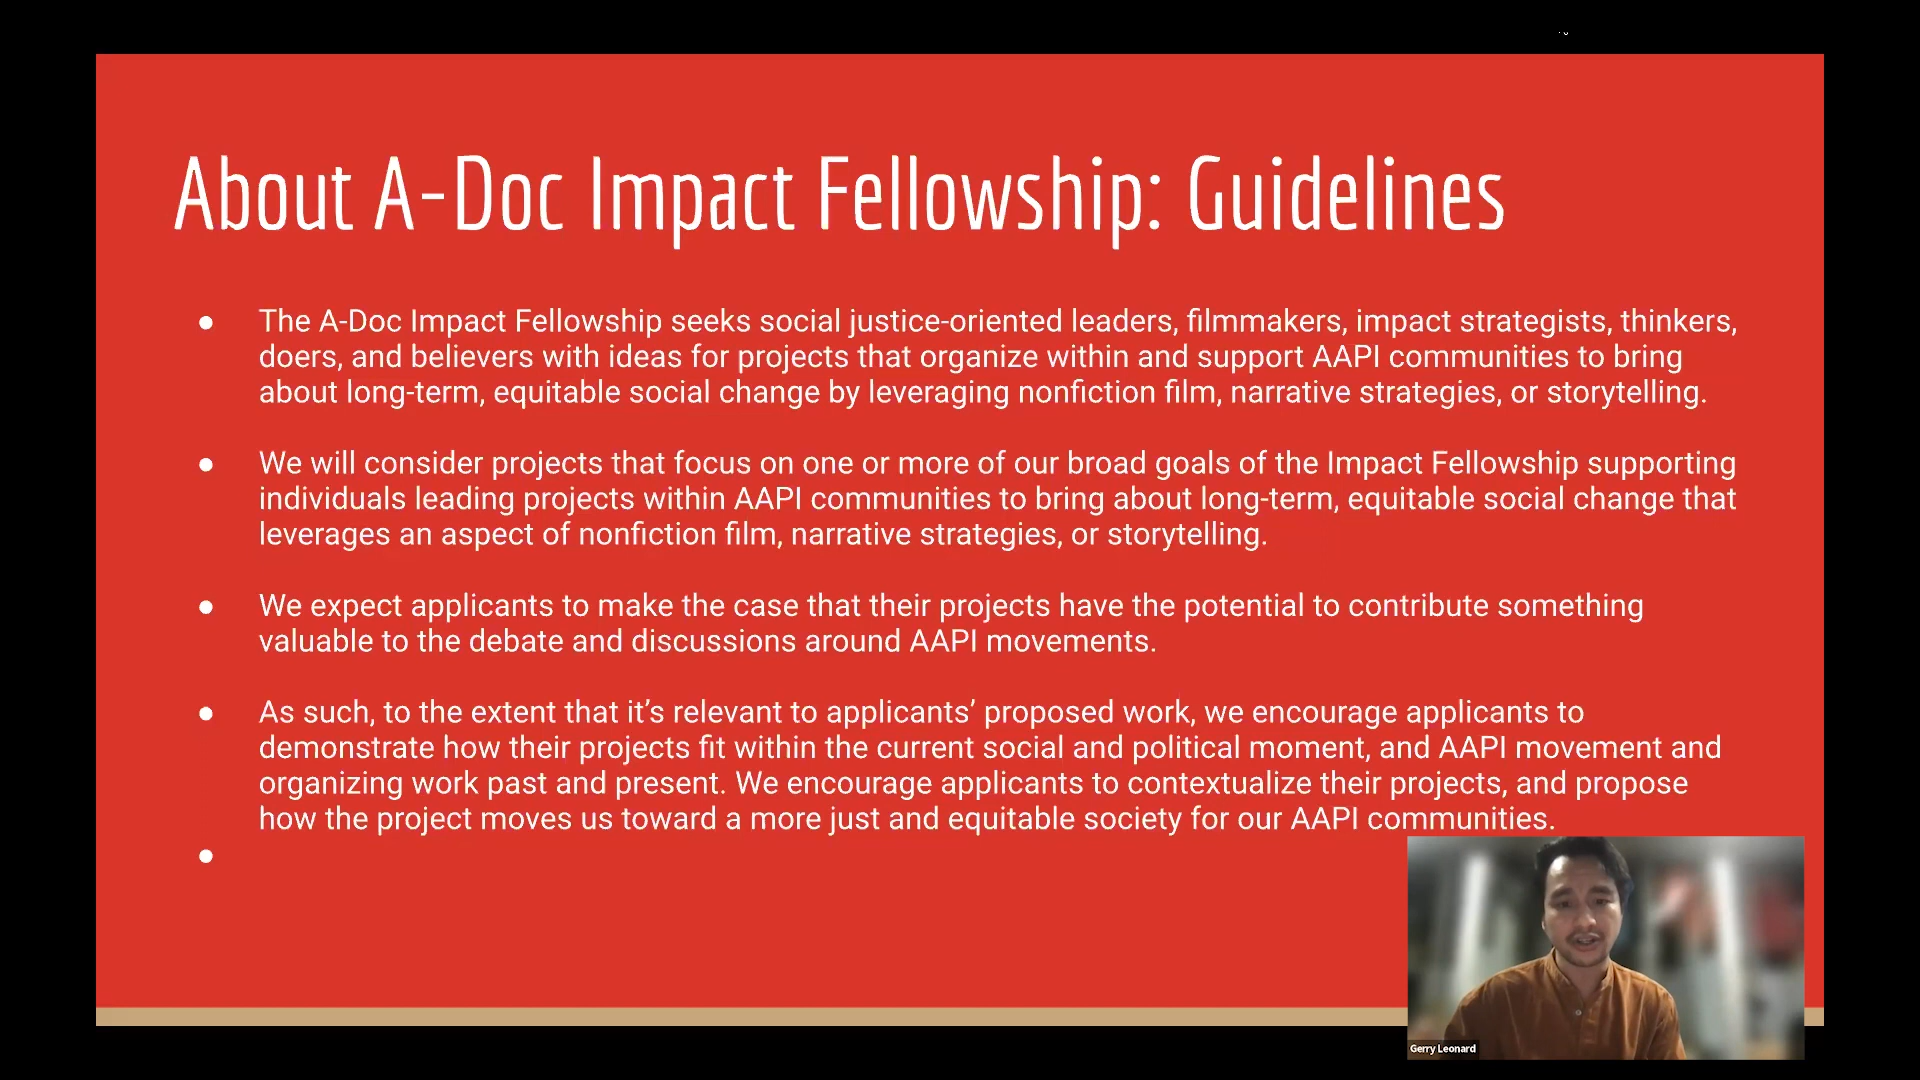 About A-Doc Impact Fellowship: Guidelines
● The A-Doc Impact Fellowship seeks social justice-oriented leaders, filmmakers, impact strategists, thinkers,
doers, and believers with ideas for projects that organize within and support AAPI communities to bring
about long-term, equitable social change by leveraging nonfiction film, narrative strategies, or storytelling.
● We will consider projects that focus on one or more of our broad goals of the Impact Fellowship supporting
individuals leading projects within AAPI communities to bring about long-term, equitable social change that
leverages an aspect of nonfiction film, narrative strategies, or storytelling.
● We expect applicants to make the case that their projects have the potential to contribute something
valuable to the debate and discussions around AAPI movements.
● As such, to the extent that it’s relevant to applicants’ proposed work, we encourage applicants to
demonstrate how their projects fit within the current social and political moment, and AAPI movement and
organizing work past and present. We encourage applicants to contextualize their projects, and propose
how the project moves us toward a more just and equitable society for our AAPI communities.
●
Gerry Leonard